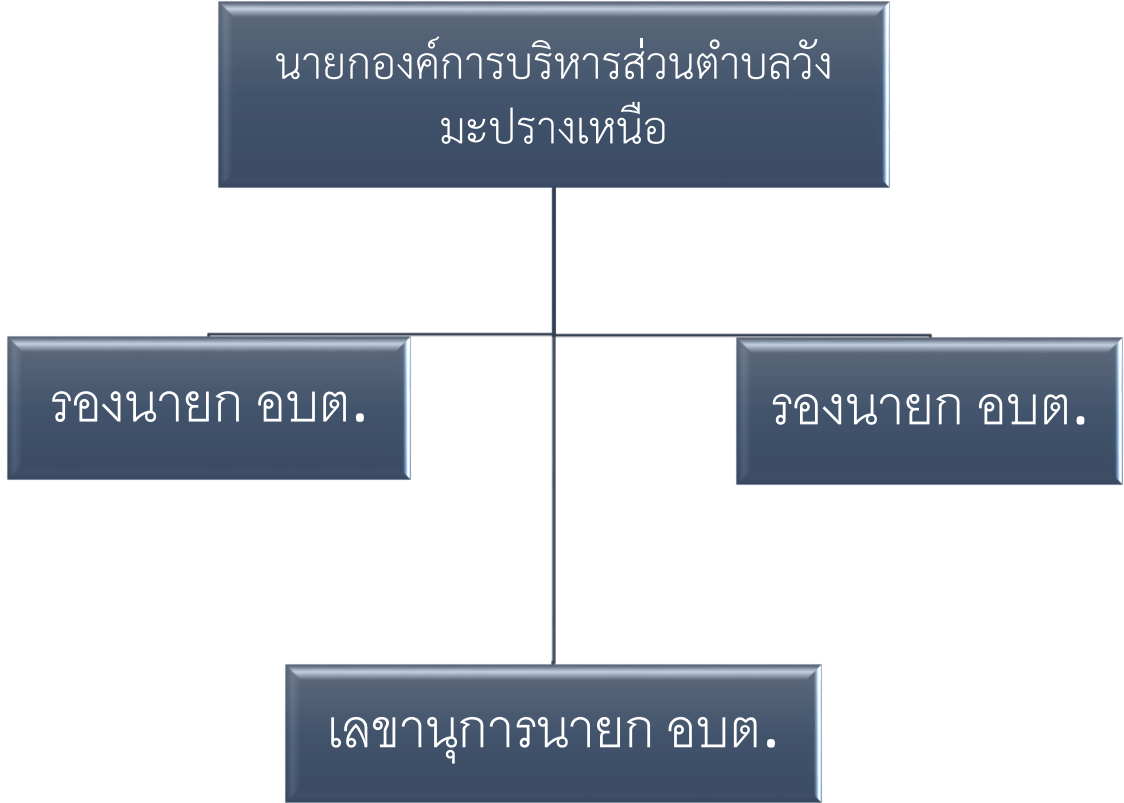 นายกองค์การบริหารส่วนตำบลวัง
มะปรางเหนือ
รองนายก อบต.
รองนายก อบต.
เลขานุการนายก อบต.